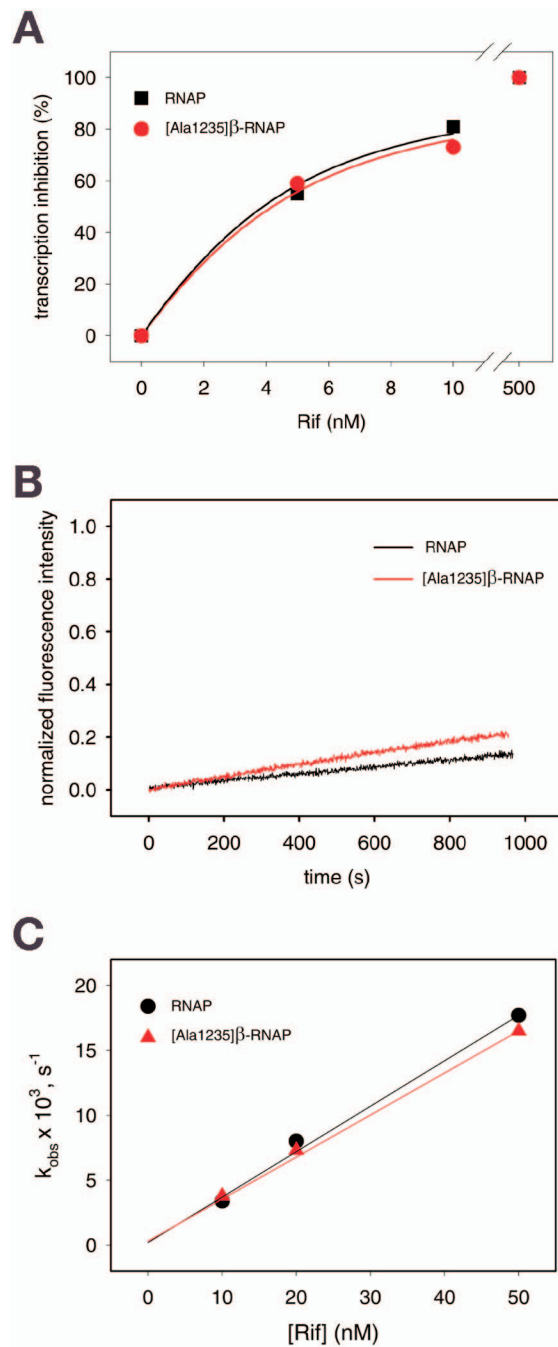 A
transcription inhibition (%)
100
80
60
40
20
0
RNAP
[Ala1235]β-RNAP
0 2 4 6 8 10 500
Rif (nM)
B
normalized fluorescence intensity
1.0
0.8
0.6
0.4
0.2
0.0
RNAP
[Ala1235]β-RNAP
0 200 400 600 800 1000
time (s)
C
k_obs x 10³, s⁻¹
20
15
10
5
0
RNAP
[Ala1235]β-RNAP
0 10 20 30 40 50
[Rif] (nM)